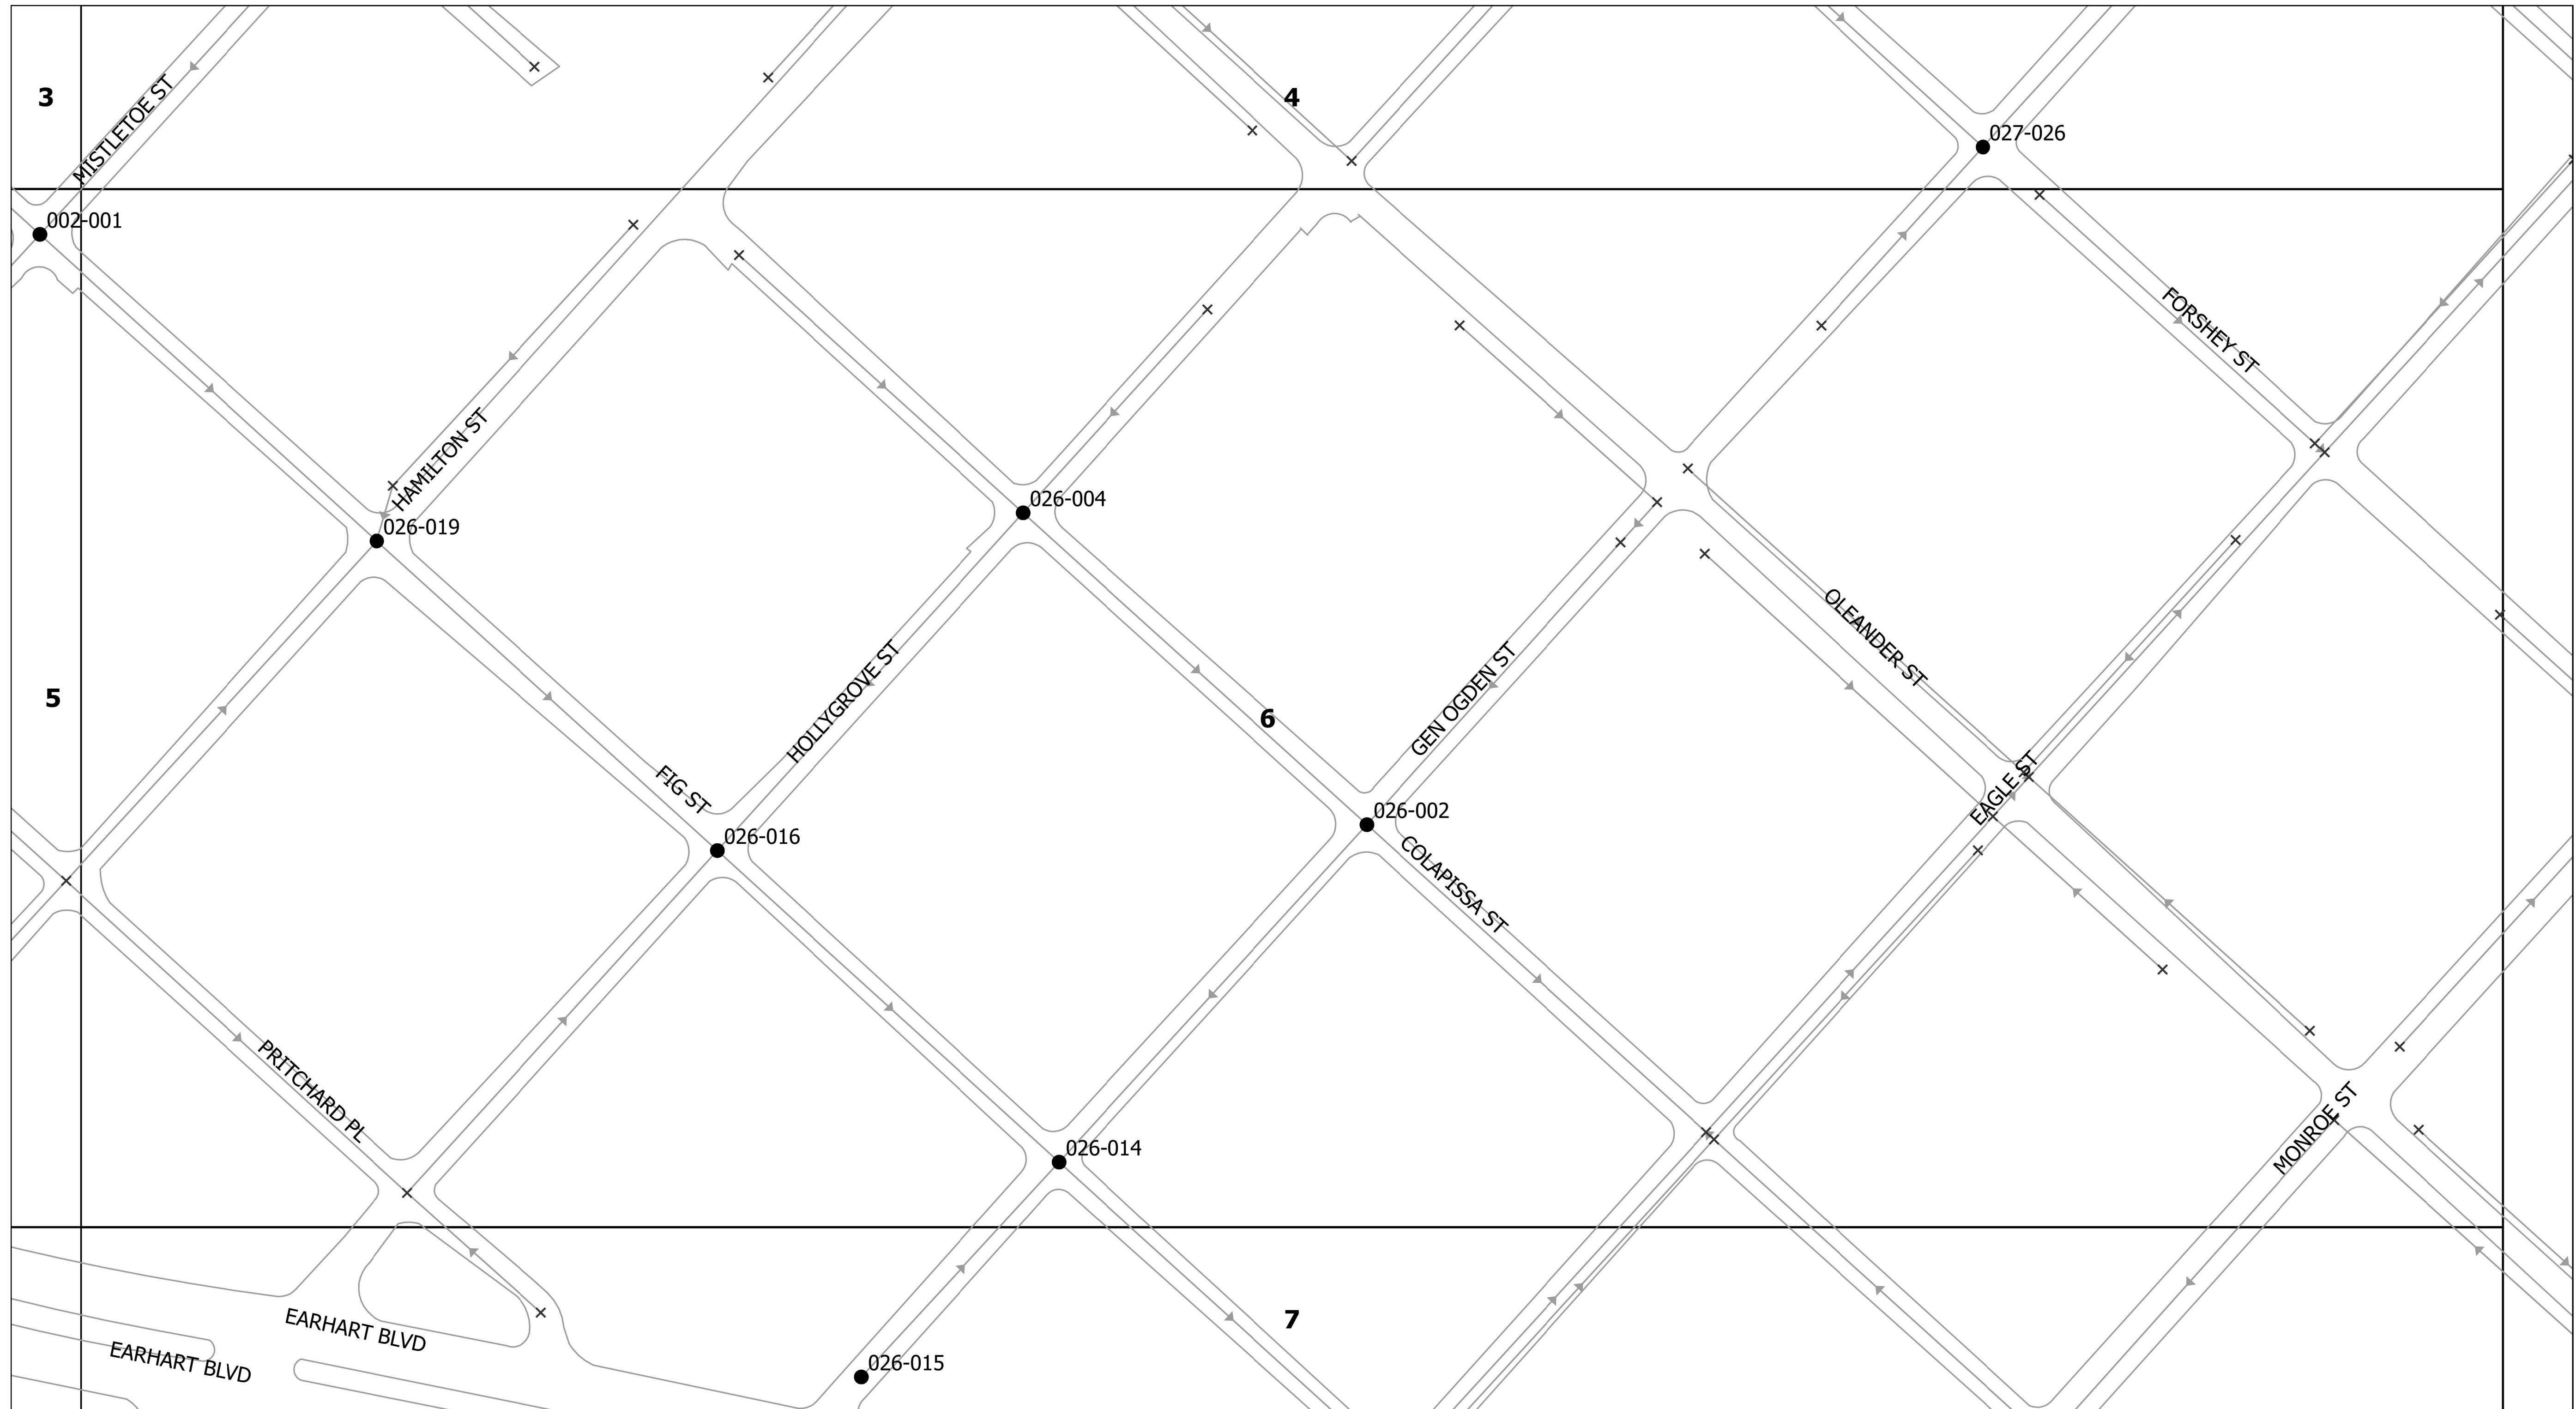 3
4
MISTLETOE ST
027-026
002-001
FORSHEY ST
HAMILTON ST
026-004
026-019
OLEANDER ST
HOLLYGROVE ST
GEN OGDEN ST
5
6
FIG ST
EAGLE ST
026-002
026-016
COLAPISSA ST
PRITCHARD PL
MONROE ST
026-014
EARHART BLVD
7
EARHART BLVD
026-015